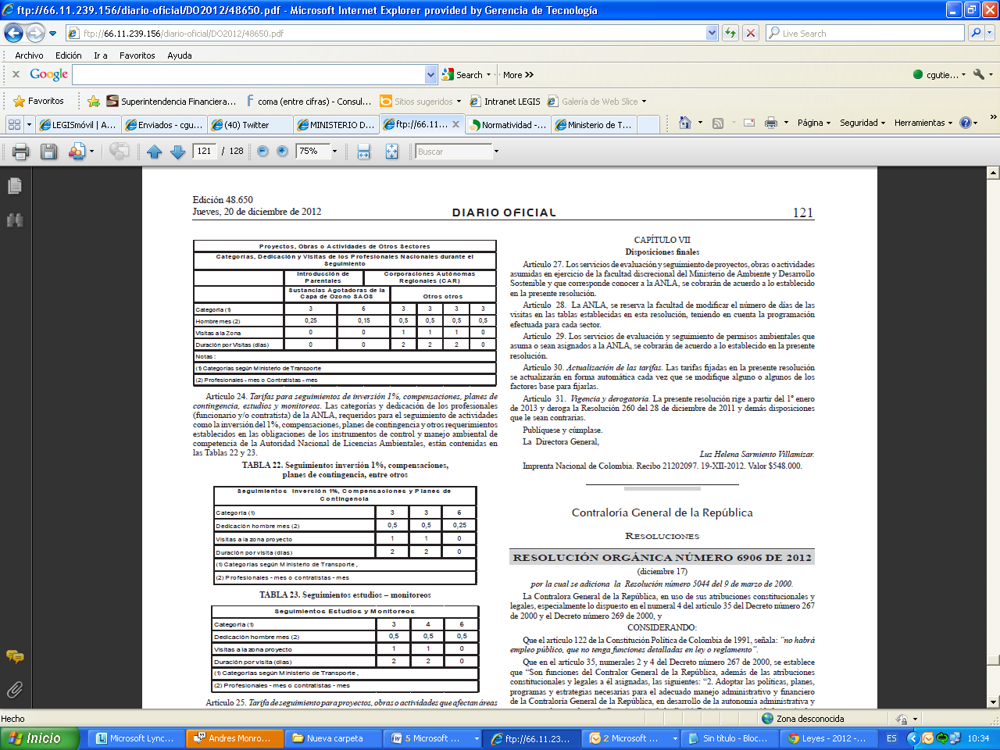 ftp://66.11.239.156/diario-oficial/DO2012/48650.pdf - Microsoft Internet Explorer provided by Gerencia de Tecnología
ftp://66.11.239.156/diario-oficial/DO2012/48650.pdf
Live Search
Archivo Edición Ir a Favoritos Ayuda
Google
Search
More »
cgutie...
Favoritos
Superintendencia Financiera...
coma (entre cifras) - Consul...
Sitios sugeridos
Intranet LEGIS
Galería de Web Slice
LEGISmóvil | A...
Enviados - cgu...
(40) Twitter
MINISTERIO D...
ftp://66.11...
Normatividad -...
Ministerio de T...
Página
Seguridad
Herramientas
121 / 128
75%
Buscar
Edición 48.650
Jueves, 20 de diciembre de 2012
DIARIO OFICIAL
121
Proyectos, Obras o Actividades de Otros Sectores
Categorías, Dedicación y Visitas de los Profesionales Nacionales durante el
Seguimiento
Introducción de Parentales
Corporaciones Autónomas Regionales (CAR)
Sustancias Agotadoras de la Capa de Ozono SAOS
Otros otros
Categoría (1) 3 6 3 3 3 3
Hombre mes (2) 0,25 0,15 0,5 0,5 0,5 0,5
Visitas a la Zona 0 0 1 1 1 0
Duración por Visitas (días) 0 0 2 2 2 0
Notas :
(1) Categorías según Ministerio de Transporte
(2) Profesionales - mes o Contratistas - mes
Artículo 24. Tarifas para seguimientos de inversión 1%, compensaciones, planes de
contingencia, estudios y monitoreos. Las categorías y dedicación de los profesionales
(funcionario y/o contratista) de la ANLA, requeridos para el seguimiento de actividades
como la inversión del 1%, compensaciones, planes de contingencia y otros requerimientos
establecidos en las obligaciones de los instrumentos de control y manejo ambiental de
competencia de la Autoridad Nacional de Licencias Ambientales, están contenidas en
las Tablas 22 y 23.
TABLA 22. Seguimientos inversión 1%, compensaciones,
planes de contingencia, entre otros
Seguimientos Inversión 1%, Compensaciones y Planes de
Contingencia
Categoría (1) 3 3 6
Dedicación hombre mes (2) 0,5 0,5 0,25
Visitas a la zona proyecto 1 1 0
Duración por visita (días) 2 2 0
(1) Categorías según Ministerio de Transporte ,
(2) Profesionales - mes o contratistas - mes
TABLA 23. Seguimientos estudios – monitoreos
Seguimientos Estudios y Monitoreos
Categoría (1) 3 4 6
Dedicación hombre mes (2) 0,5 0,5 0,5
Visitas a la zona proyecto 1 1 0
Duración por visita (días) 2 2 0
(1) Categorías según Ministerio de Transporte ,
(2) Profesionales - mes o contratistas - mes
Artículo 25. Tarifa de seguimiento para proyectos, obras o actividades que afectan áreas
CAPÍTULO VII
Disposiciones finales
Artículo 27. Los servicios de evaluación y seguimiento de proyectos, obras o actividades
asumidas en ejercicio de la facultad discrecional del Ministerio de Ambiente y Desarrollo
Sostenible y que corresponde conocer a la ANLA, se cobrarán de acuerdo a lo establecido
en la presente resolución.
Artículo 28. La ANLA, se reserva la facultad de modificar el número de días de las
visitas en las tablas establecidas en esta resolución, teniendo en cuenta la programación
efectuada para cada sector.
Artículo 29. Los servicios de evaluación y seguimiento de permisos ambientales que
asuma o sean asignados a la ANLA, se cobrarán de acuerdo a lo establecido en la presente
resolución.
Artículo 30. Actualización de las tarifas. Las tarifas fijadas en la presente resolución
se actualizarán en forma automática cada vez que se modifique alguno o algunos de los
factores base para fijarlas.
Artículo 31. Vigencia y derogatoria. La presente resolución rige a partir del 1° enero
de 2013 y deroga la Resolución 260 del 28 de diciembre de 2011 y demás disposiciones
que le sean contrarias.
Publíquese y cúmplase.
La Directora General,
Luz Helena Sarmiento Villamizar.
Imprenta Nacional de Colombia. Recibo 21202097. 19-XII-2012. Valor $548.000.
Contraloría General de la República
Resoluciones
RESOLUCIÓN ORGÁNICA NÚMERO 6906 DE 2012
(diciembre 17)
por la cual se adiciona la Resolución número 5044 del 9 de marzo de 2000.
La Contralora General de la República, en uso de sus atribuciones constitucionales y
legales, especialmente lo dispuesto en el numeral 4 del artículo 35 del Decreto número 267
de 2000 y el Decreto número 269 de 2000, y
CONSIDERANDO:
Que el artículo 122 de la Constitución Política de Colombia de 1991, señala: "no habrá
empleo público, que no tenga funciones detalladas en ley o reglamento".
Que en el artículo 35, numerales 2 y 4 del Decreto número 267 de 2000, se establece
que “Son funciones del Contralor General de la República, además de las atribuciones
constitucionales y legales a él asignadas, las siguientes: “2. Adoptar las políticas, planes,
programas y estrategias necesarias para el adecuado manejo administrativo y financiero
de la Contraloría General de la República, en desarrollo de la autonomía administrativa y
Hecho
Zona desconocida
Inicio
Microsoft Lync...
Andres Monro...
Nueva carpeta
5 Microsoft ...
ftp://66.11.23...
2 Microsoft ...
Sin título - Bloc...
Leyes - 2012 -...
ES
10:34